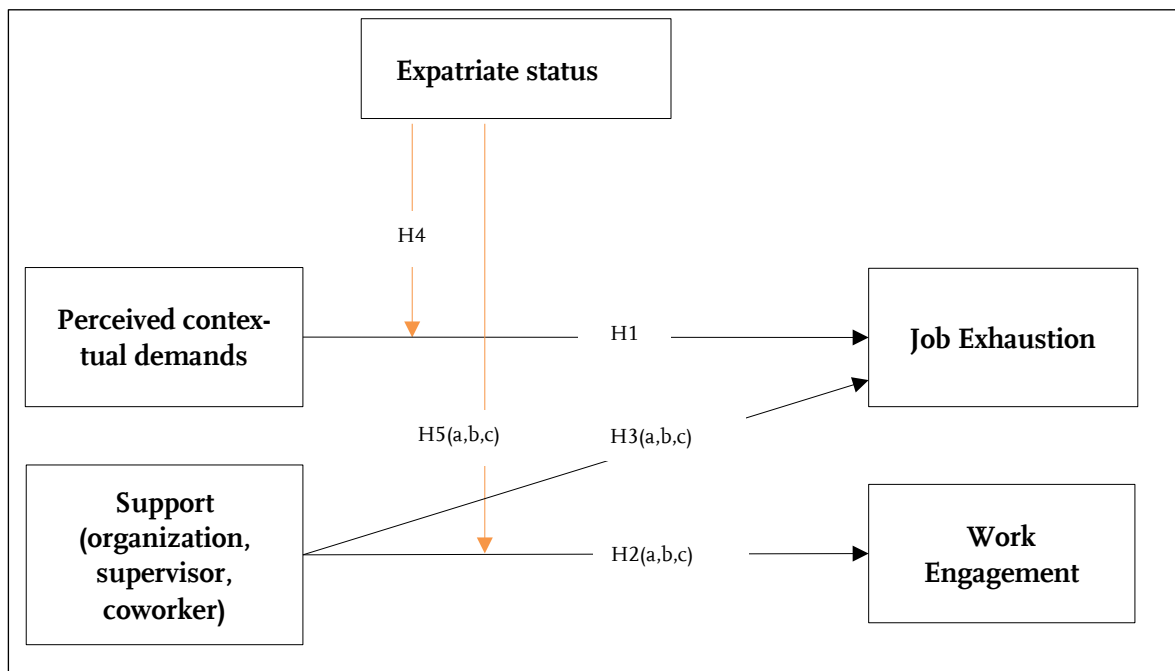 Expatriate status
H4
Perceived contex-
tual demands
H1
Job Exhaustion
H5(a,b,c)
H3(a,b,c)
Support
(organization,
supervisor,
coworker)
H2(a,b,c)
Work
Engagement